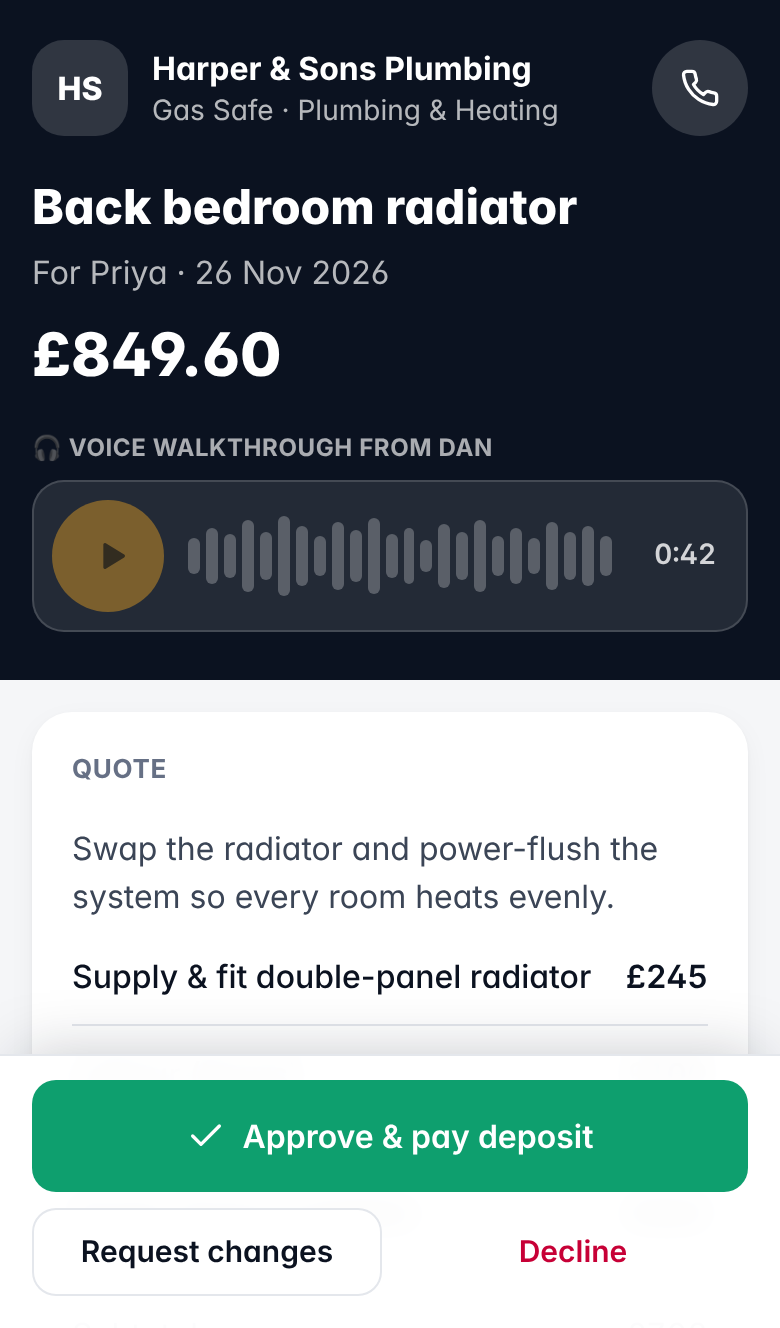 HS
Harper & Sons Plumbing
Gas Safe · Plumbing & Heating
Back bedroom radiator
For Priya · 26 Nov 2026
£849.60
🎧 VOICE WALKTHROUGH FROM DAN
0:42
QUOTE
Swap the radiator and power-flush the
system so every room heats evenly.
Supply & fit double-panel radiator £245
Approve & pay deposit
Request changes
Decline